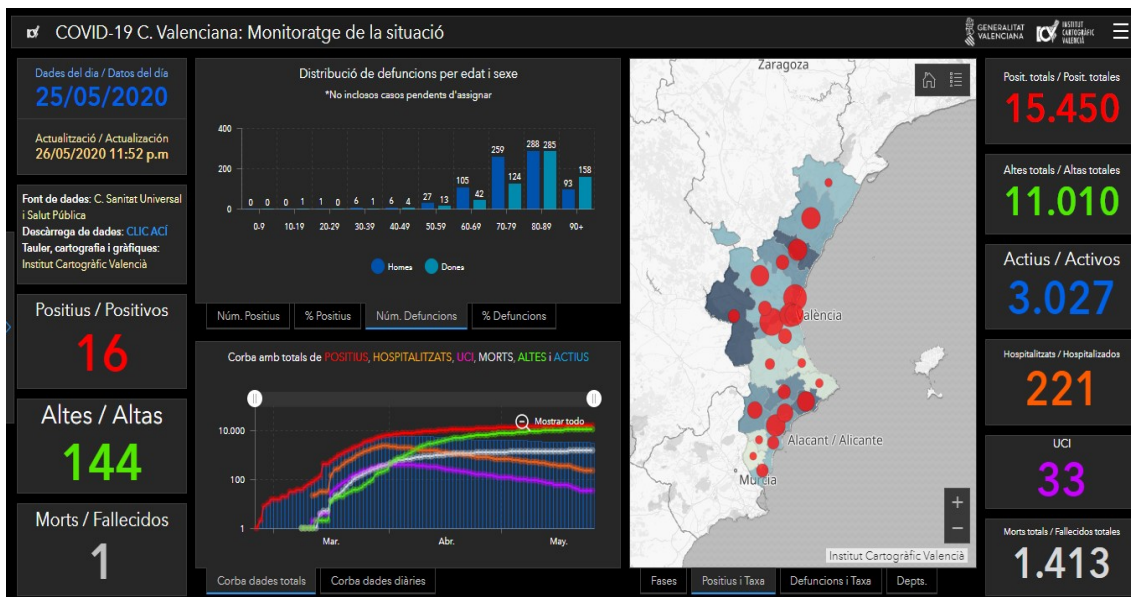 COVID-19 C. Valenciana: Monitoratge de la situació
GENERALITAT
VALENCIANA
INSTITUT
CARTOGRÀFIC
VALENCIÀ
Dades del dia / Datos del día
25/05/2020
Actualització / Actualización
26/05/2020 11:52 p.m
Font de dades: C. Sanitat Universal
i Salut Pública
Descàrrega de dades: CLIC ACÍ
Tauler, cartografia i gràfiques:
Institut Cartogràfic Valencià
Positius / Positivos
16
Altes / Altas
144
Morts / Fallecidos
1
Distribució de defuncions per edat i sexe
*No inclosos casos pendents d'assignar
400
200
0
0 0 0 1 1 0 6 1 6 4 27 13 105 42 259 124 288 285 93 158
0-9 10-19 20-29 30-39 40-49 50-59 60-69 70-79 80-89 90+
Homes Dones
Núm. Positius % Positius Núm. Defuncions % Defuncions
Corba amb totals de POSITIUS, HOSPITALITZATS, UCI, MORTS, ALTES i ACTIUS
Mostrar todo
10.000
100
1
Mar. Abr. May.
Corba dades totals Corba dades diàries
Zaragoza
València
Alacant / Alicante
Murcia
+
−
Institut Cartogràfic Valencià
Fases Positius i Taxa Defuncions i Taxa Depts.
Posit. totals / Posit. totales
15.450
Altes totals / Altas totales
11.010
Actius / Activos
3.027
Hospitalitzats / Hospitalizados
221
UCI
33
Morts totals / Fallecidos totales
1.413